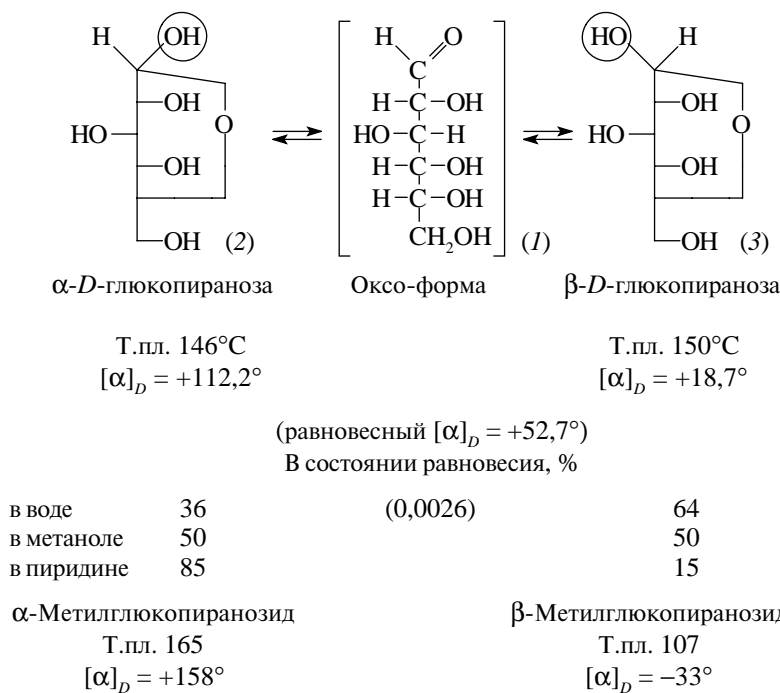 H OH H O HO H
C
OH H–C–OH OH
HO O HO–C–H HO O
OH H–C–OH OH
H–C–OH
OH (2) CH₂OH (1) OH (3)
α-D-глюкопираноза Оксо-форма β-D-глюкопираноза
Т.пл. 146°C Т.пл. 150°C
[α]D = +112,2° [α]D = +18,7°
(равновесный [α]D = +52,7°)
В состоянии равновесия, %
в воде 36 (0,0026) 64
в метаноле 50 50
в пиридине 85 15
α-Метилглюкопиранозид β-Метилглюкопиранозид
Т.пл. 165 Т.пл. 107
[α]D = +158° [α]D = −33°